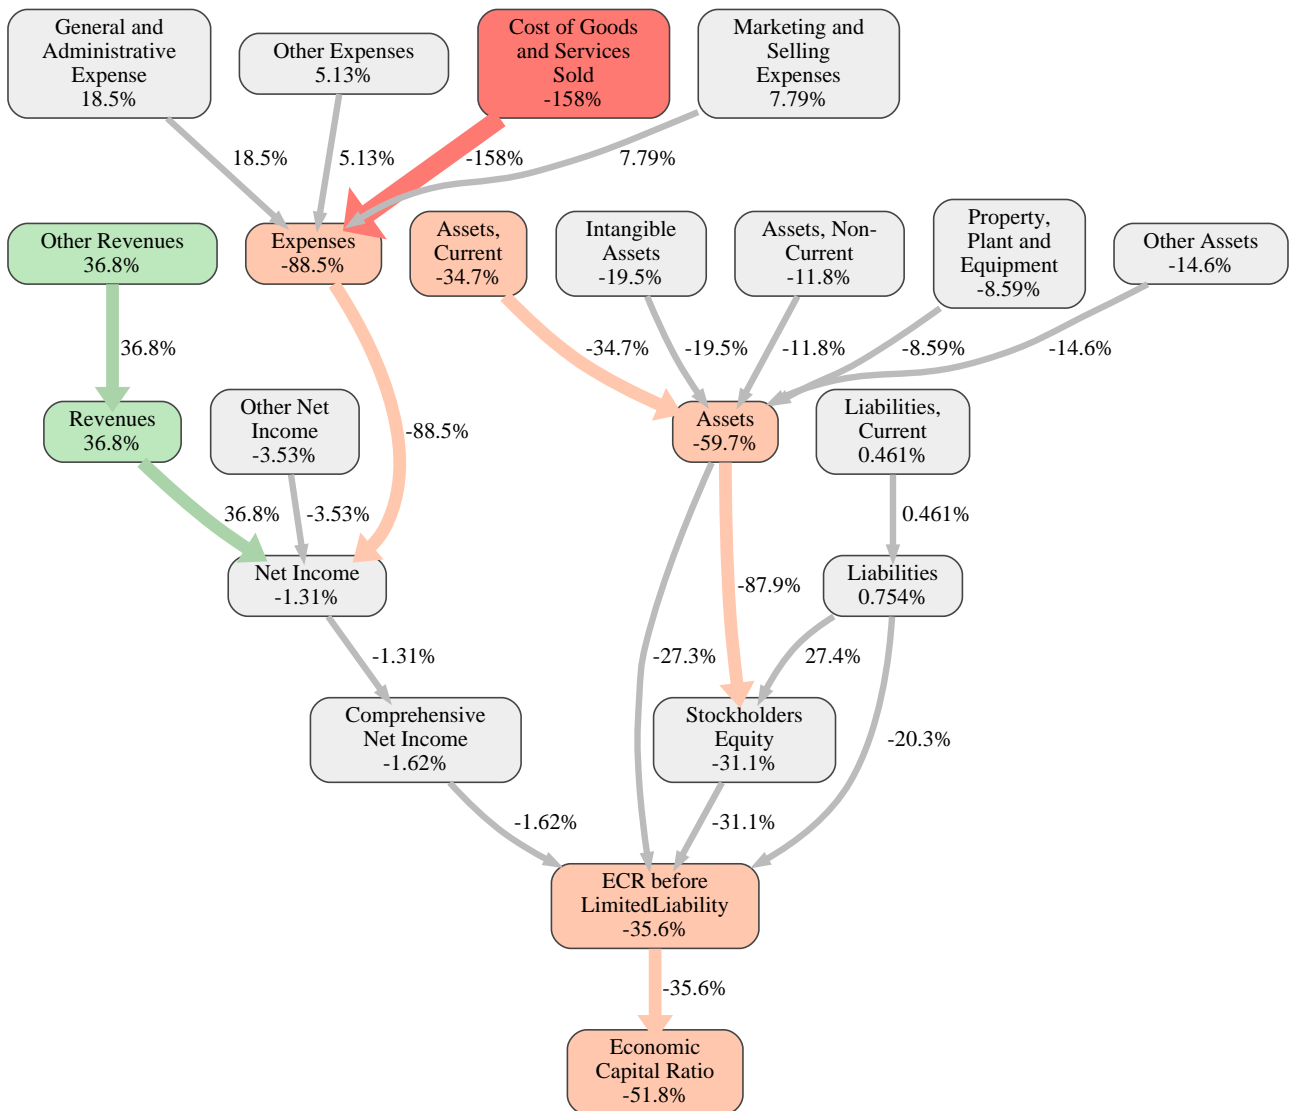 General and
Administrative
Expense
18.5%
Other Expenses
5.13%
Cost of Goods
and Services
Sold
-158%
Marketing and
Selling
Expenses
7.79%
18.5%
5.13%
-158%
7.79%
Other Revenues
36.8%
Expenses
-88.5%
Assets,
Current
-34.7%
Intangible
Assets
-19.5%
Assets, Non-
Current
-11.8%
Property,
Plant and
Equipment
-8.59%
Other Assets
-14.6%
36.8%
-34.7%
-19.5%
-11.8%
-8.59%
-14.6%
Revenues
36.8%
Other Net
Income
-3.53%
-88.5%
Assets
-59.7%
Liabilities,
Current
0.461%
36.8%
-3.53%
0.461%
Net Income
-1.31%
-87.9%
Liabilities
0.754%
-1.31%
-27.3%
27.4%
Comprehensive
Net Income
-1.62%
Stockholders
Equity
-31.1%
-20.3%
-1.62%
-31.1%
ECR before
LimitedLiability
-35.6%
-35.6%
Economic
Capital Ratio
-51.8%